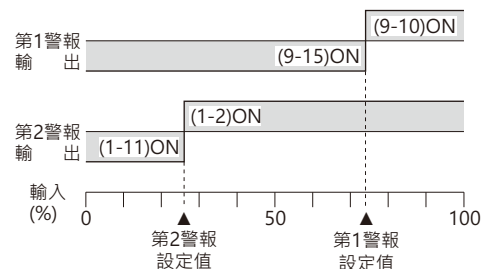 (9-10)ON
第1警報
輸 出
(9-15)ON
(1-2)ON
第2警報
輸 出
(1-11)ON
輸入
(%)
0 50 100
▲ ▲
第2警報 第1警報
設定值 設定值